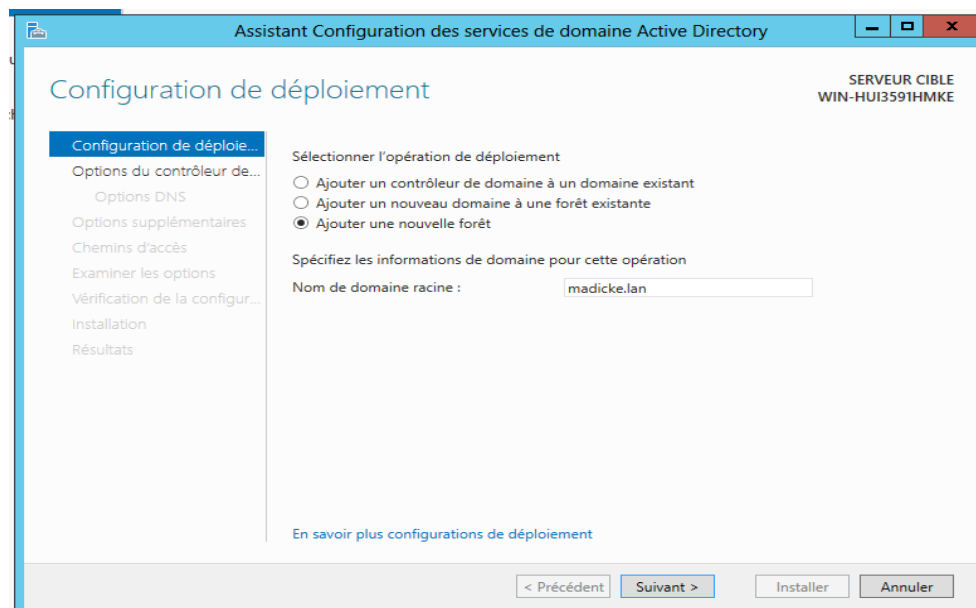 Assistant Configuration des services de domaine Active Directory
Configuration de déploiement
SERVEUR CIBLE
WIN-HUI3591HMKE
Configuration de déploie...
Options du contrôleur de...
Options DNS
Options supplémentaires
Chemins d'accès
Examiner les options
Vérification de la configur...
Installation
Résultats
Sélectionner l'opération de déploiement
Ajouter un contrôleur de domaine à un domaine existant
Ajouter un nouveau domaine à une forêt existante
Ajouter une nouvelle forêt
Spécifiez les informations de domaine pour cette opération
Nom de domaine racine : madicke.lan
En savoir plus configurations de déploiement
< Précédent Suivant > Installer Annuler